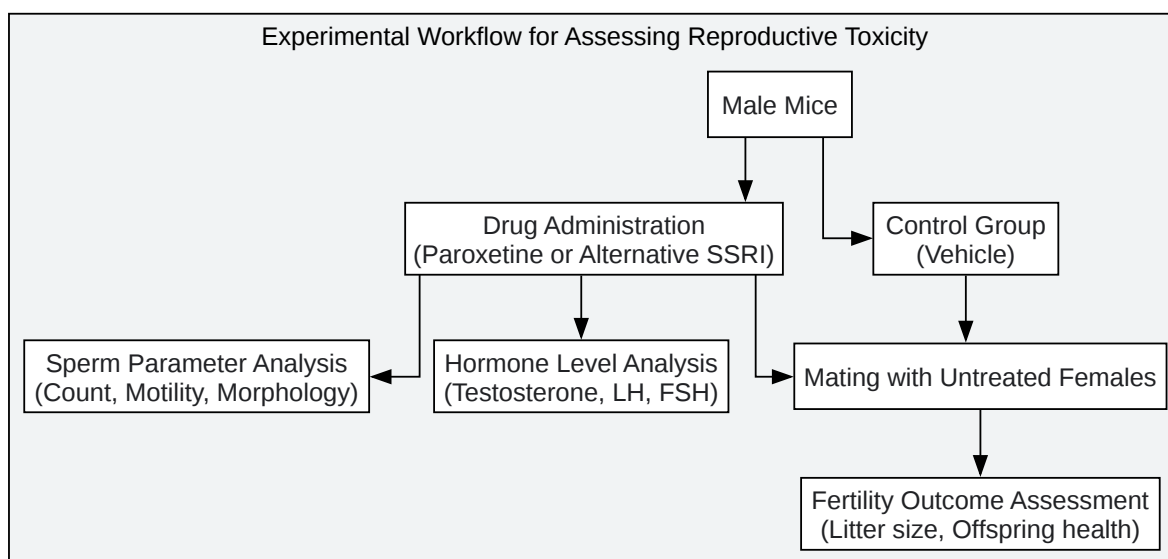 Experimental Workflow for Assessing Reproductive Toxicity
Male Mice
Drug Administration
(Paroxetine or Alternative SSRI)
Control Group
(Vehicle)
Sperm Parameter Analysis
(Count, Motility, Morphology)
Hormone Level Analysis
(Testosterone, LH, FSH)
Mating with Untreated Females
Fertility Outcome Assessment
(Litter size, Offspring health)